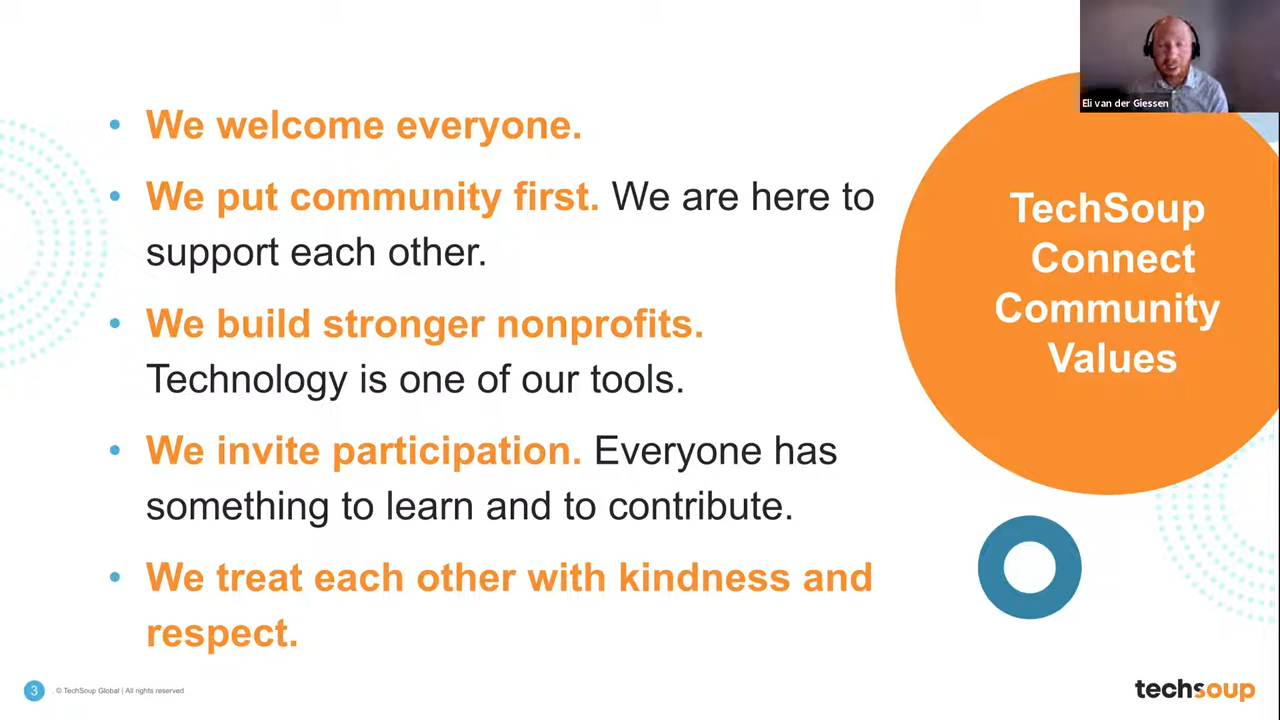 We welcome everyone.
We put community first. We are here to
support each other.
We build stronger nonprofits.
Technology is one of our tools.
We invite participation. Everyone has
something to learn and to contribute.
We treat each other with kindness and
respect.
Eli van der Giessen
TechSoup
Connect
Community
Values
3 . © TechSoup Global | All rights reserved
techsoup